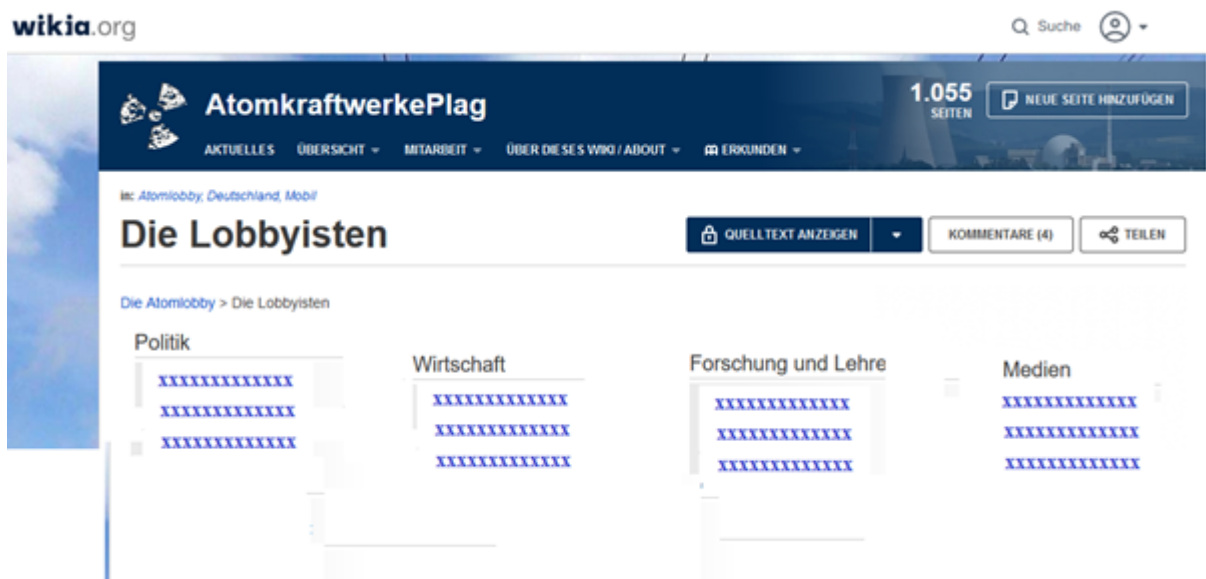 wikia.org
Suche
AtomkraftwerkePlag
1.055
SEITEN
NEUE SEITE HINZUFÜGEN
AKTUELLES ÜBERSICHT MITARBEIT ÜBER DIESES WIKI / ABOUT ERKUNDEN
in: Atomlobby, Deutschland, Mobil
Die Lobbyisten
QUELLTEXT ANZEIGEN
KOMMENTARE (4)
TEILEN
Die Atomlobby > Die Lobbyisten
Politik
xxxxxxxxxxxxx
xxxxxxxxxxxxx
xxxxxxxxxxxxx
Wirtschaft
xxxxxxxxxxxxx
xxxxxxxxxxxxx
xxxxxxxxxxxxx
Forschung und Lehre
xxxxxxxxxxxxx
xxxxxxxxxxxxx
xxxxxxxxxxxxx
Medien
xxxxxxxxxxxxx
xxxxxxxxxxxxx
xxxxxxxxxxxxx